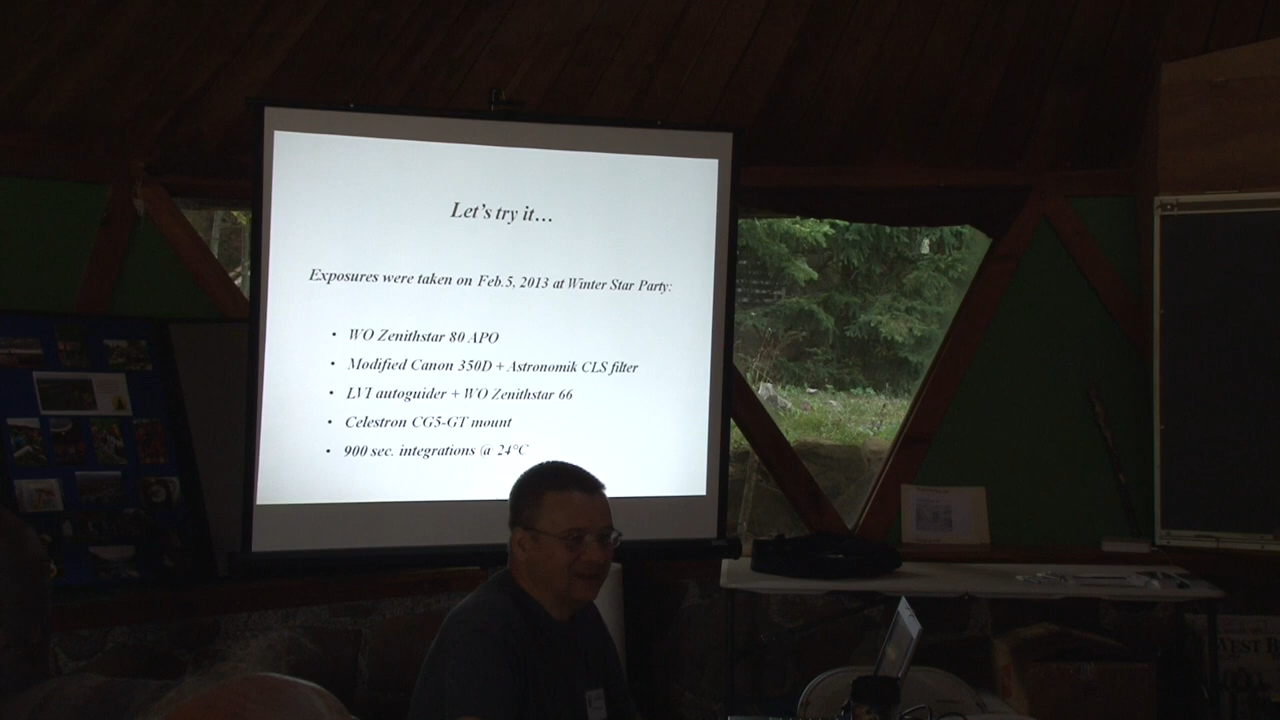 Let's try it…
Exposures were taken on Feb.5, 2013 at Winter Star Party:
• WO Zenithstar 80 APO
• Modified Canon 350D + Astronomik CLS filter
• LVI autoguider + WO Zenithstar 66
• Celestron CG5-GT mount
• 900 sec. integrations @ 24°C
WEST